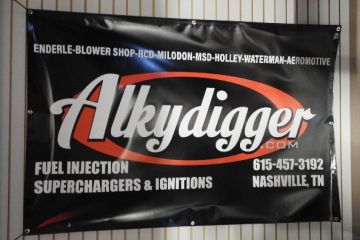 ENDERLE-BLOWER SHOP-RCD-MILODON-MSD-HOLLEY-WATERMAN-AEROMOTIVE
Alkydigger
.COM
FUEL INJECTION 615-457-3192
SUPERCHARGERS & IGNITIONS NASHVILLE, TN